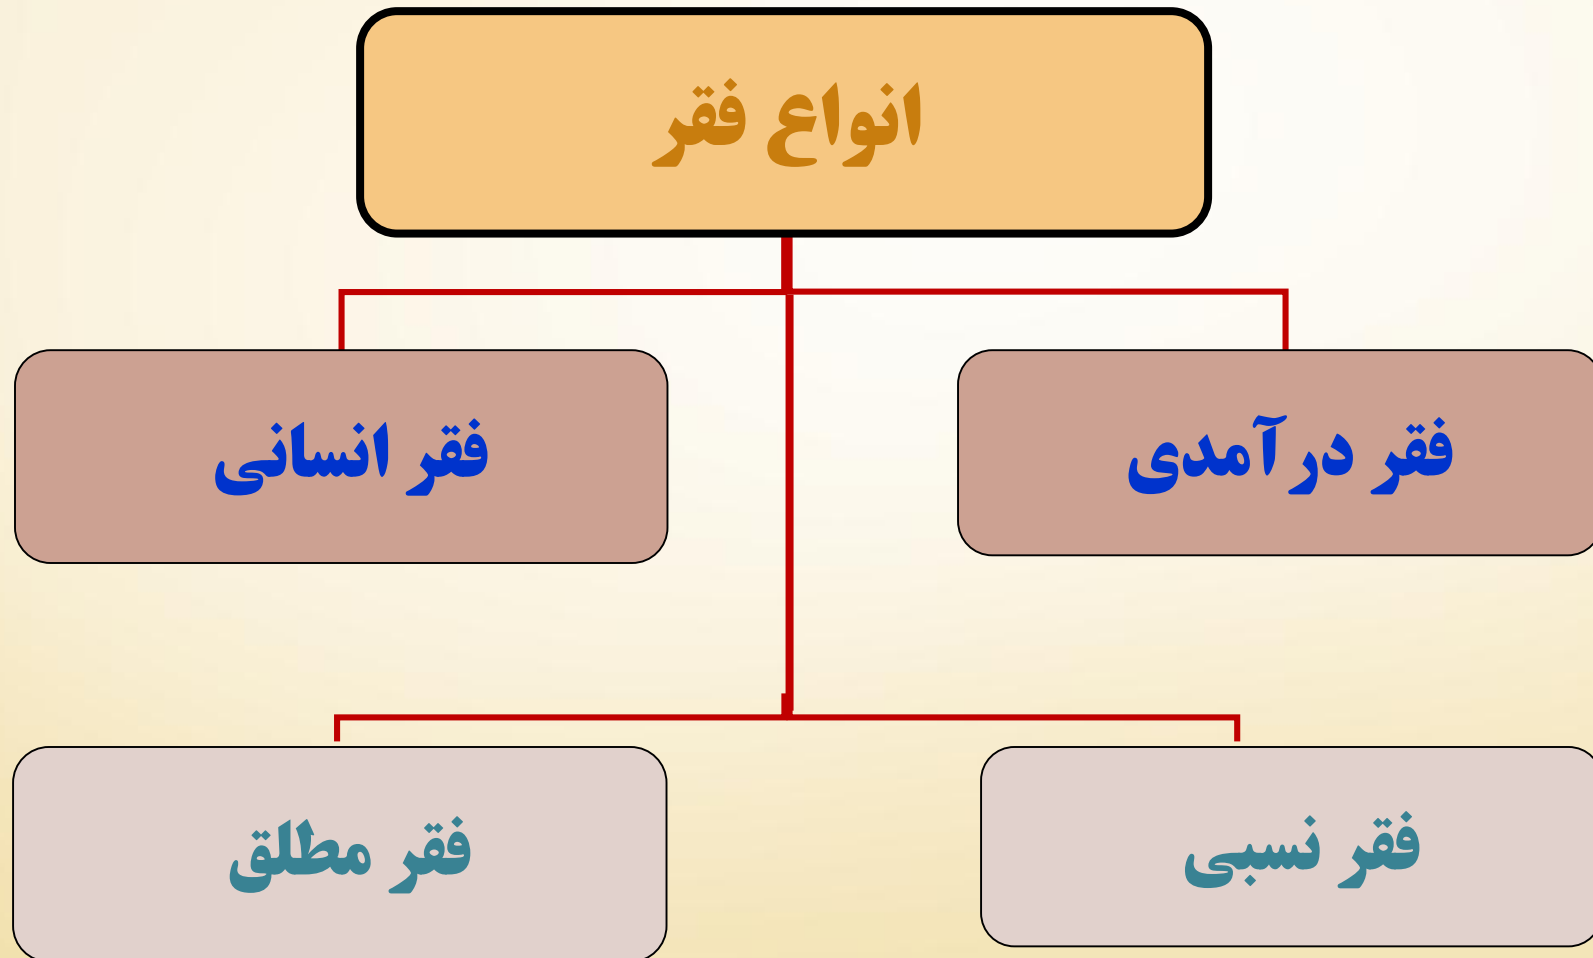 انواع فقر
فقر درآمدی
فقر انسانی
فقر نسبی
فقر مطلق